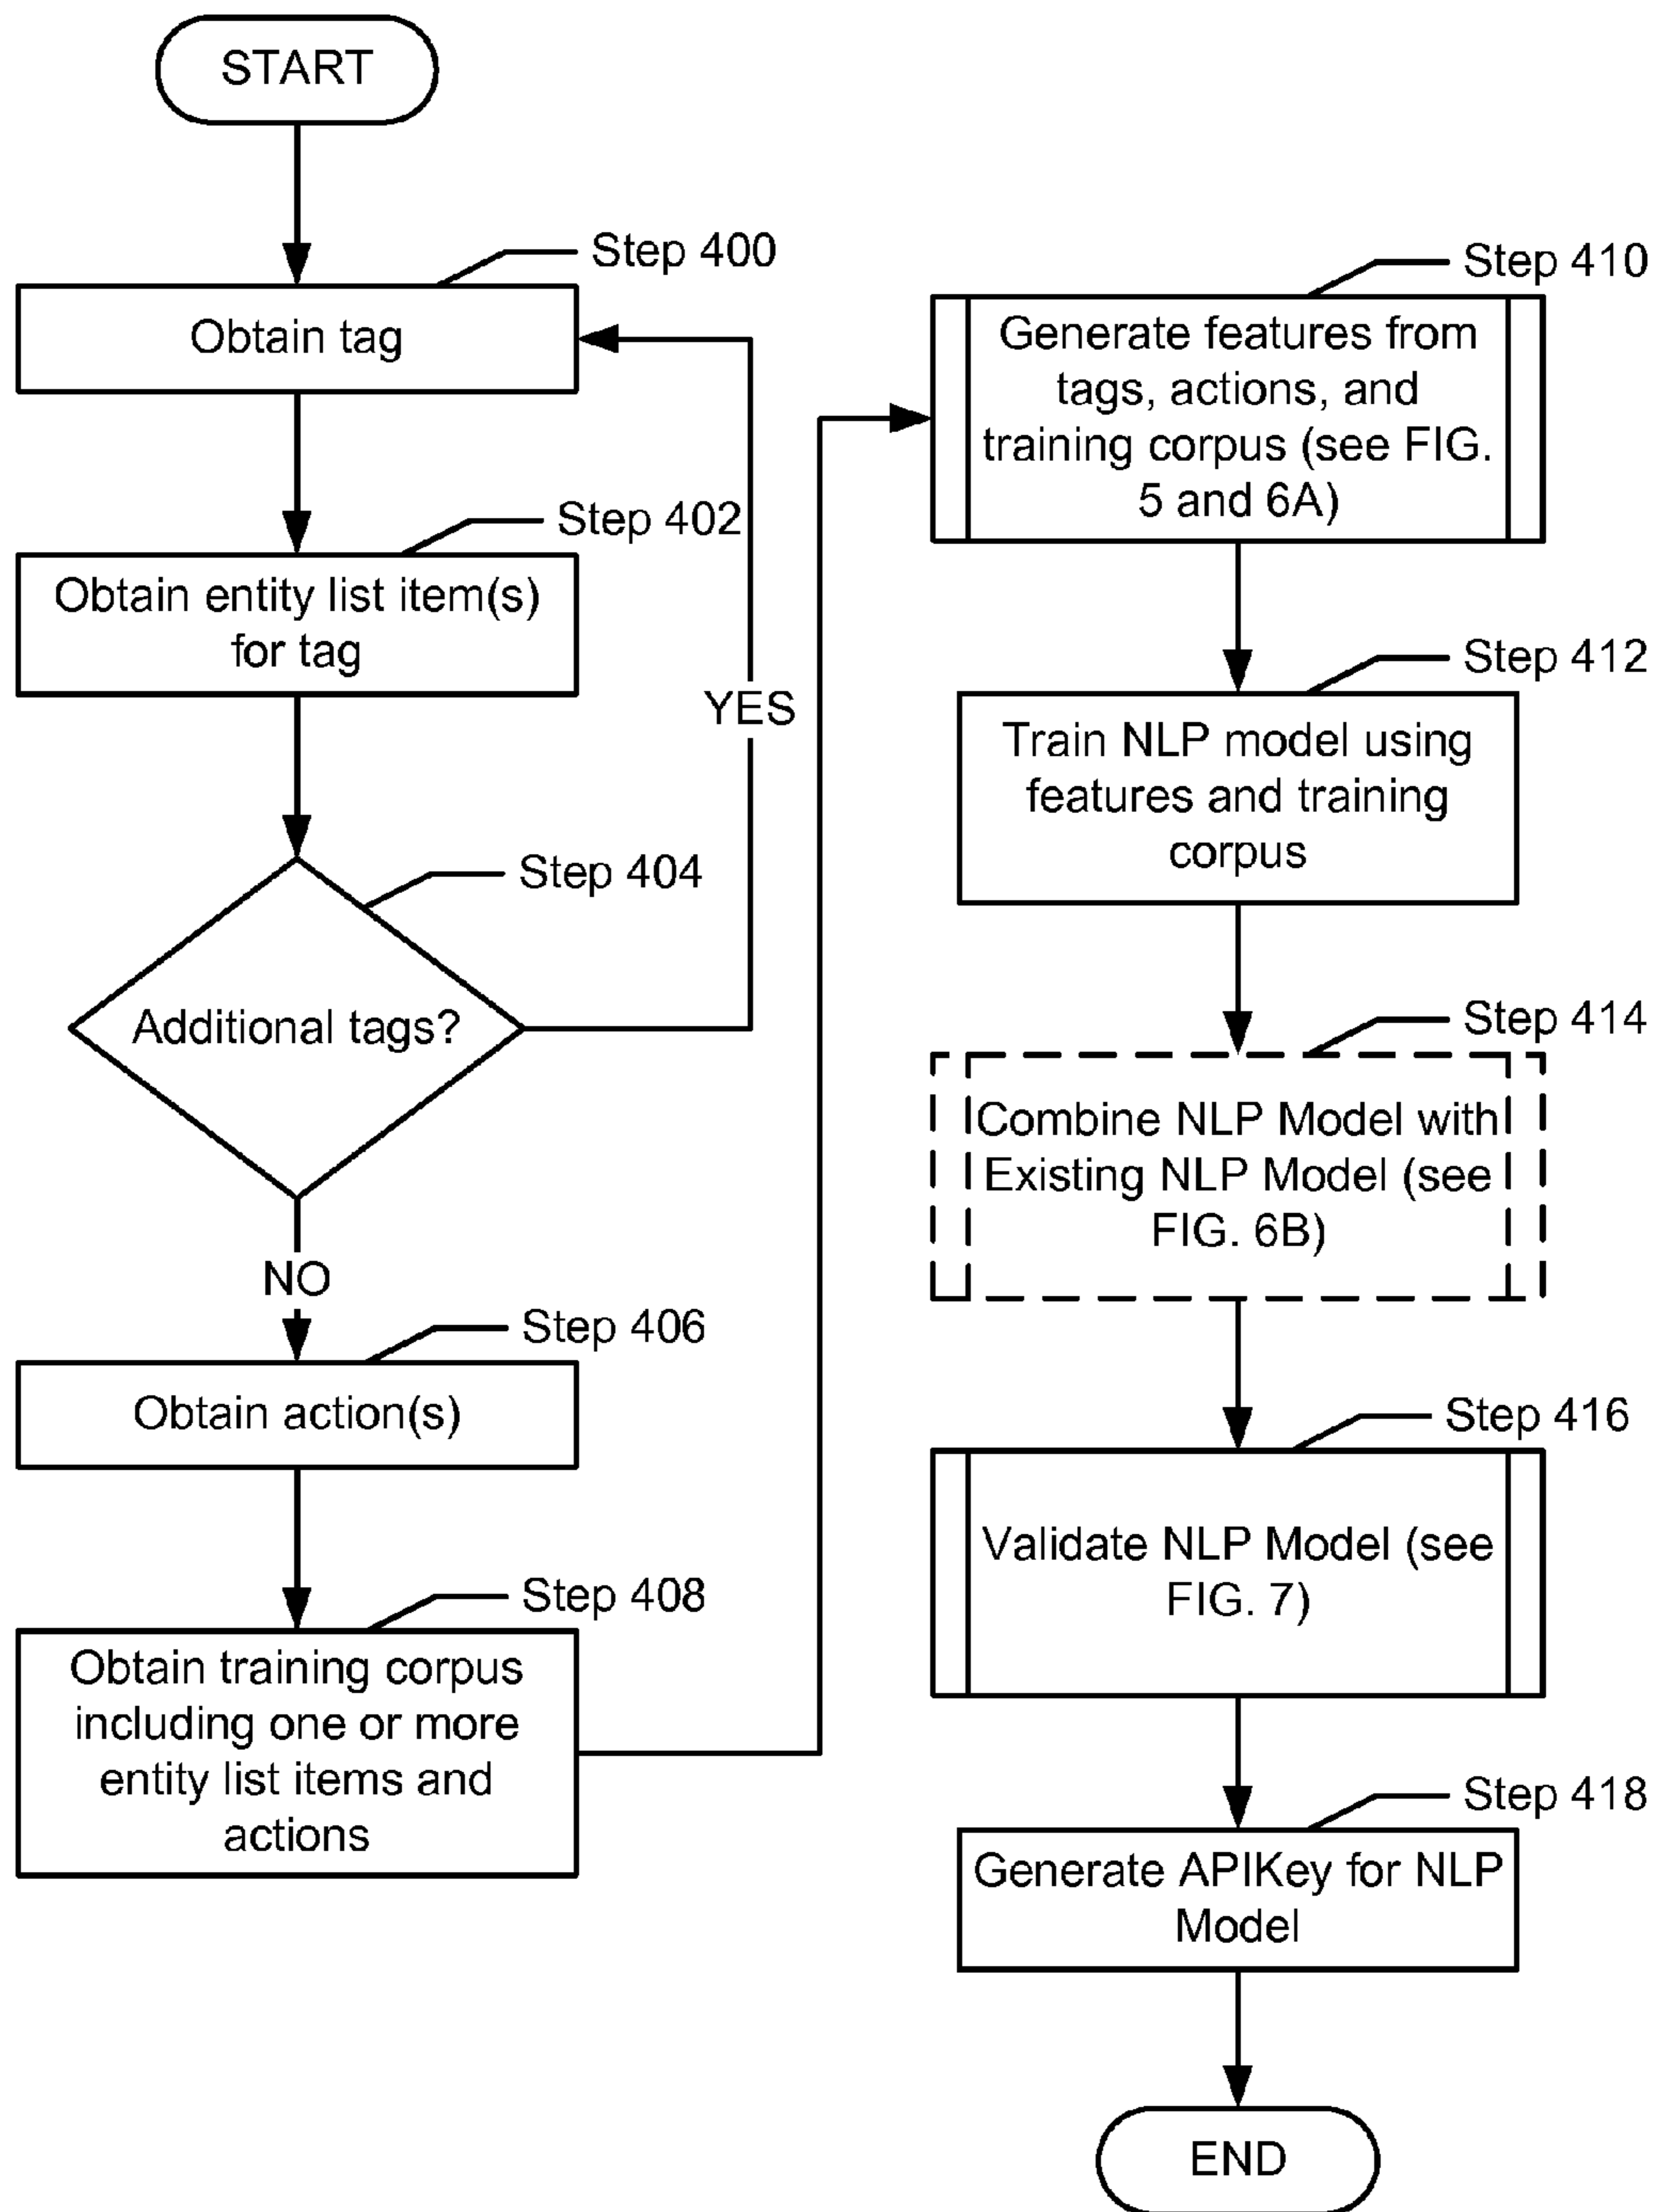 START
Step 400
Obtain tag
Step 402
Obtain entity list item(s)
for tag
Step 404
Additional tags?
YES
NO
Step 406
Obtain action(s)
Step 408
Obtain training corpus
including one or more
entity list items and
actions
Step 410
Generate features from
tags, actions, and
training corpus (see FIG.
5 and 6A)
Step 412
Train NLP model using
features and training
corpus
Step 414
Combine NLP Model with
Existing NLP Model (see
FIG. 6B)
Step 416
Validate NLP Model (see
FIG. 7)
Step 418
Generate APIKey for NLP
Model
END